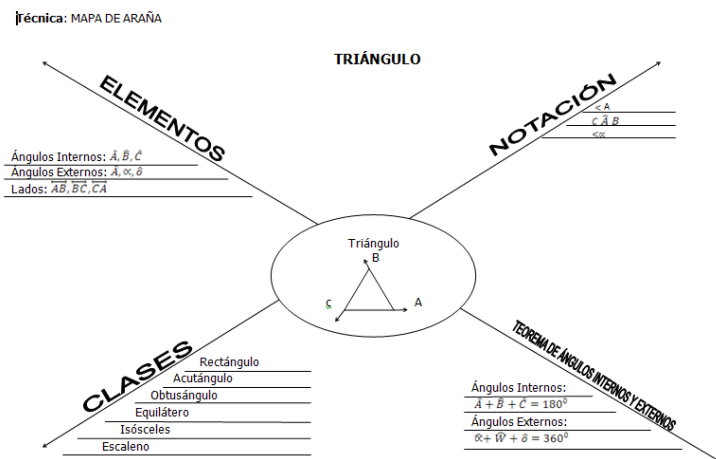 Técnica: MAPA DE ARAÑA
TRIÁNGULO
ELEMENTOS
Ángulos Internos: Â, B̂, Ĉ
Ángulos Externos: Â, ∝, ô
Lados: AB, BC, CA
NOTACIÓN
< A
C Â B
<∝
Triángulo
B
C
A
CLASES
Rectángulo
Acutángulo
Obtusángulo
Equilátero
Isósceles
Escaleno
TEOREMA DE ÁNGULOS INTERNOS Y EXTERNOS
Ángulos Internos:
Â + B̂ + Ĉ = 180⁰
Ángulos Externos:
∝̂ + Ŵ + ô = 360⁰